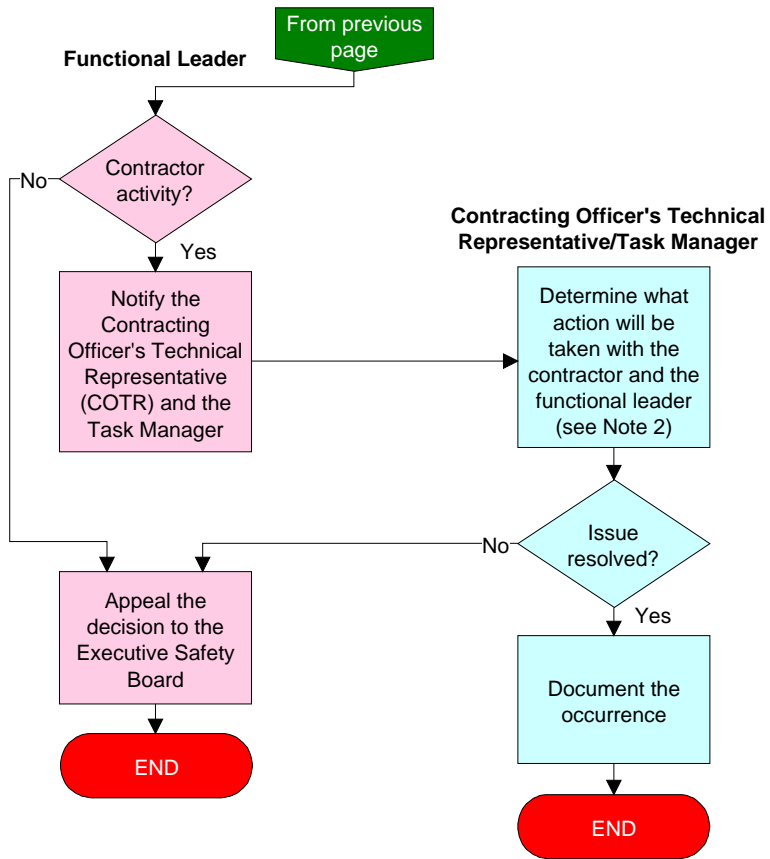 From previous
page
Functional Leader
Contractor
activity?
No
Yes
Contracting Officer's Technical
Representative/Task Manager
Notify the
Contracting
Officer's Technical
Representative
(COTR) and the
Task Manager
Determine what
action will be
taken with the
contractor and the
functional leader
(see Note 2)
Issue
resolved?
No
Yes
Appeal the
decision to the
Executive Safety
Board
Document the
occurrence
END
END